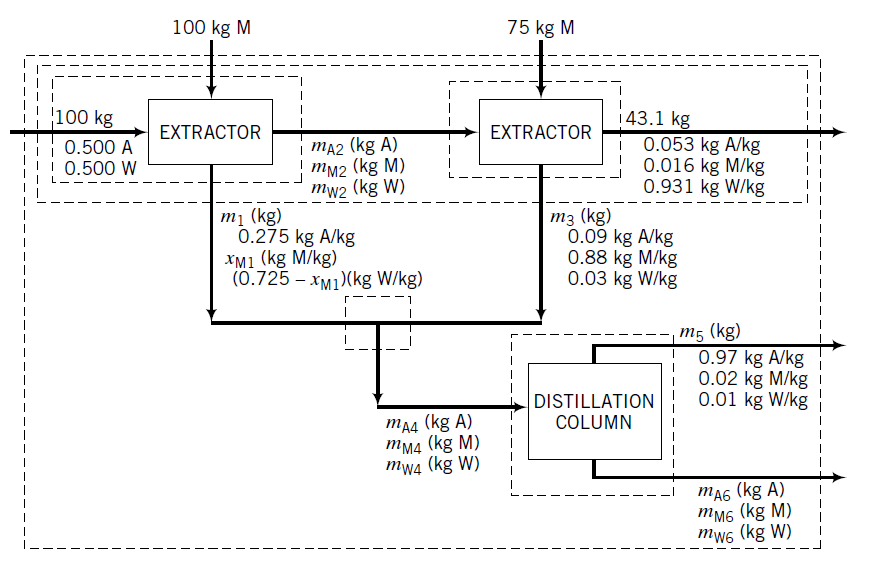 100 kg M
75 kg M
100 kg
0.500 A
0.500 W
EXTRACTOR
mA2 (kg A)
mM2 (kg M)
mW2 (kg W)
EXTRACTOR
43.1 kg
0.053 kg A/kg
0.016 kg M/kg
0.931 kg W/kg
m1 (kg)
0.275 kg A/kg
xM1 (kg M/kg)
(0.725 – xM1)(kg W/kg)
m3 (kg)
0.09 kg A/kg
0.88 kg M/kg
0.03 kg W/kg
m5 (kg)
0.97 kg A/kg
0.02 kg M/kg
0.01 kg W/kg
DISTILLATION
COLUMN
mA4 (kg A)
mM4 (kg M)
mW4 (kg W)
mA6 (kg A)
mM6 (kg M)
mW6 (kg W)